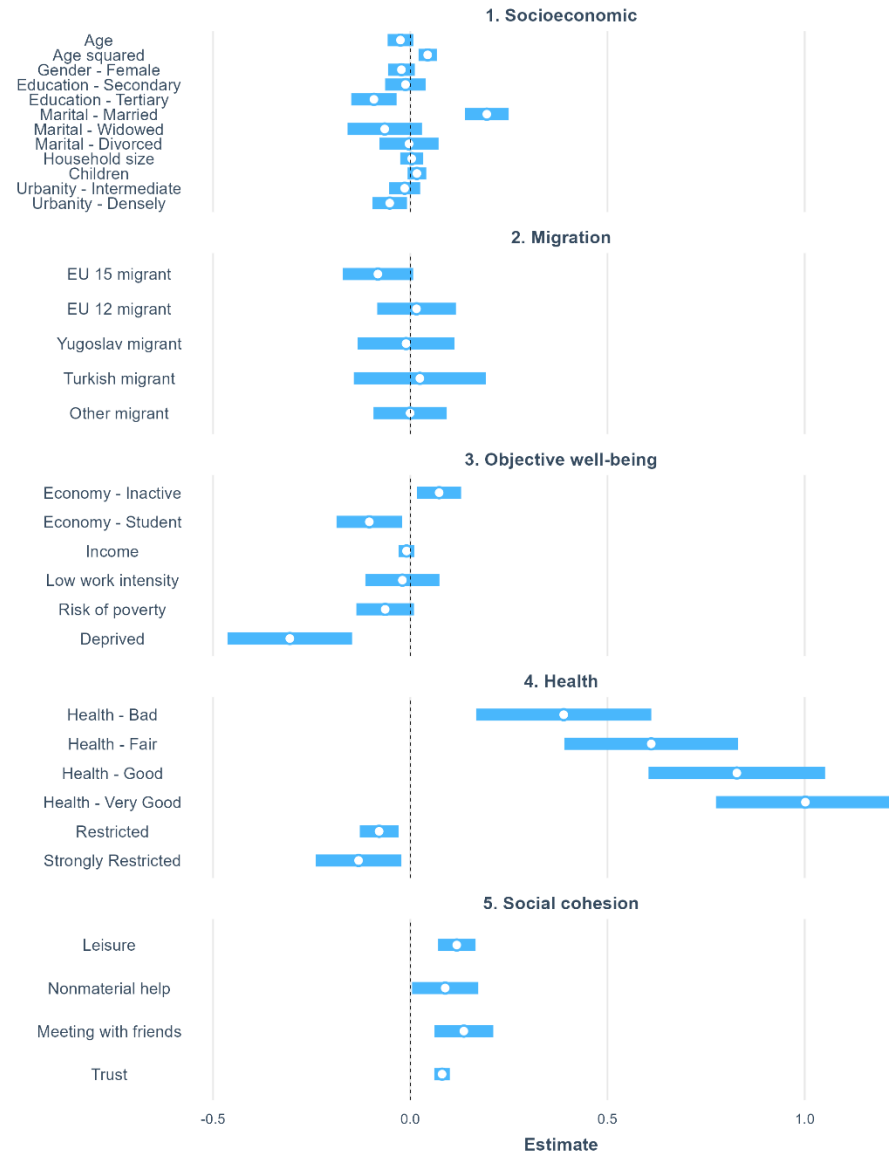 1. Socioeconomic
Age
Age squared
Gender - Female
Education - Secondary
Education - Tertiary
Marital - Married
Marital - Widowed
Marital - Divorced
Household size
Children
Urbanity - Intermediate
Urbanity - Densely
2. Migration
EU 15 migrant
EU 12 migrant
Yugoslav migrant
Turkish migrant
Other migrant
3. Objective well-being
Economy - Inactive
Economy - Student
Income
Low work intensity
Risk of poverty
Deprived
4. Health
Health - Bad
Health - Fair
Health - Good
Health - Very Good
Restricted
Strongly Restricted
5. Social cohesion
Leisure
Nonmaterial help
Meeting with friends
Trust
-0.5 0.0 0.5 1.0
Estimate